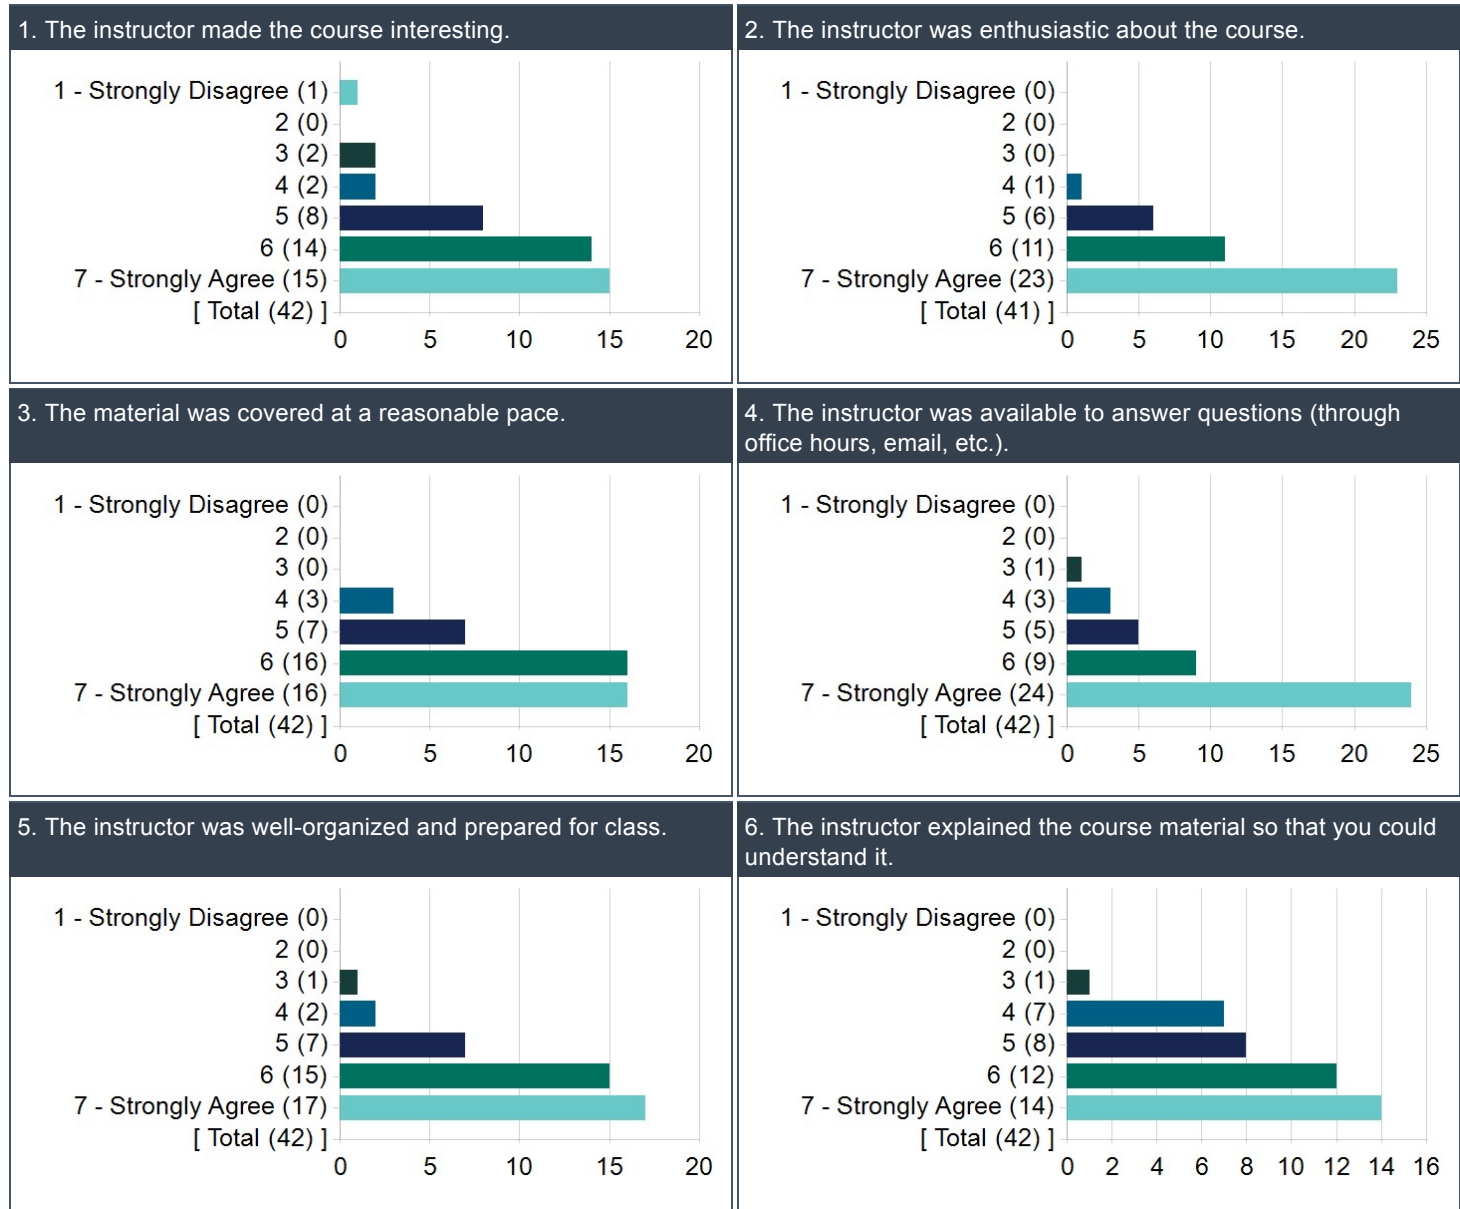 1. The instructor made the course interesting.
1 - Strongly Disagree (1)
2 (0)
3 (2)
4 (2)
5 (8)
6 (14)
7 - Strongly Agree (15)
[ Total (42) ]
0 5 10 15 20
2. The instructor was enthusiastic about the course.
1 - Strongly Disagree (0)
2 (0)
3 (0)
4 (1)
5 (6)
6 (11)
7 - Strongly Agree (23)
[ Total (41) ]
0 5 10 15 20 25
3. The material was covered at a reasonable pace.
1 - Strongly Disagree (0)
2 (0)
3 (0)
4 (3)
5 (7)
6 (16)
7 - Strongly Agree (16)
[ Total (42) ]
0 5 10 15 20
4. The instructor was available to answer questions (through
office hours, email, etc.).
1 - Strongly Disagree (0)
2 (0)
3 (1)
4 (3)
5 (5)
6 (9)
7 - Strongly Agree (24)
[ Total (42) ]
0 5 10 15 20 25
5. The instructor was well-organized and prepared for class.
1 - Strongly Disagree (0)
2 (0)
3 (1)
4 (2)
5 (7)
6 (15)
7 - Strongly Agree (17)
[ Total (42) ]
0 5 10 15 20
6. The instructor explained the course material so that you could
understand it.
1 - Strongly Disagree (0)
2 (0)
3 (1)
4 (7)
5 (8)
6 (12)
7 - Strongly Agree (14)
[ Total (42) ]
0 2 4 6 8 10 12 14 16